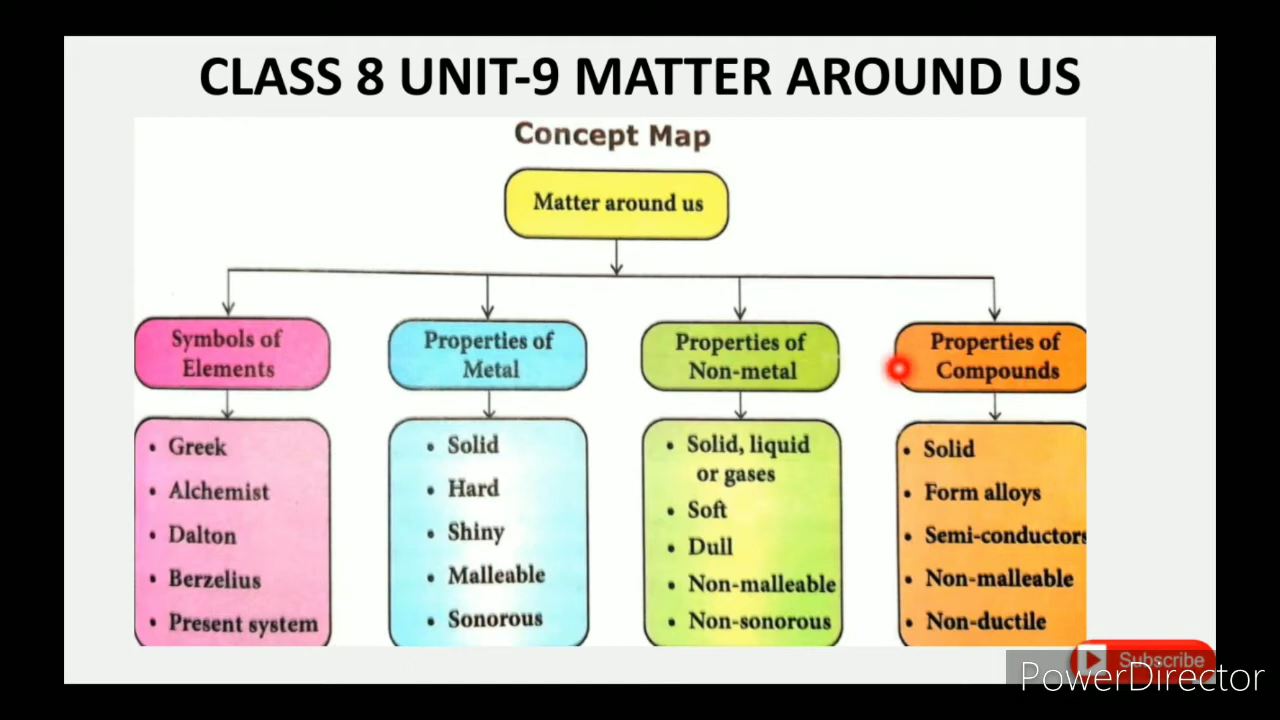 CLASS 8 UNIT-9 MATTER AROUND US
Concept Map
Matter around us
Symbols of
Elements
Properties of
Metal
Properties of
Non-metal
Properties of
Compounds
• Greek
• Alchemist
• Dalton
• Berzelius
• Present system
• Solid
• Hard
• Shiny
• Malleable
• Sonorous
• Solid, liquid
or gases
• Soft
• Dull
• Non-malleable
• Non-sonorous
• Solid
• Form alloys
• Semi-conductors
• Non-malleable
• Non-ductile
Subscribe
PowerDirector